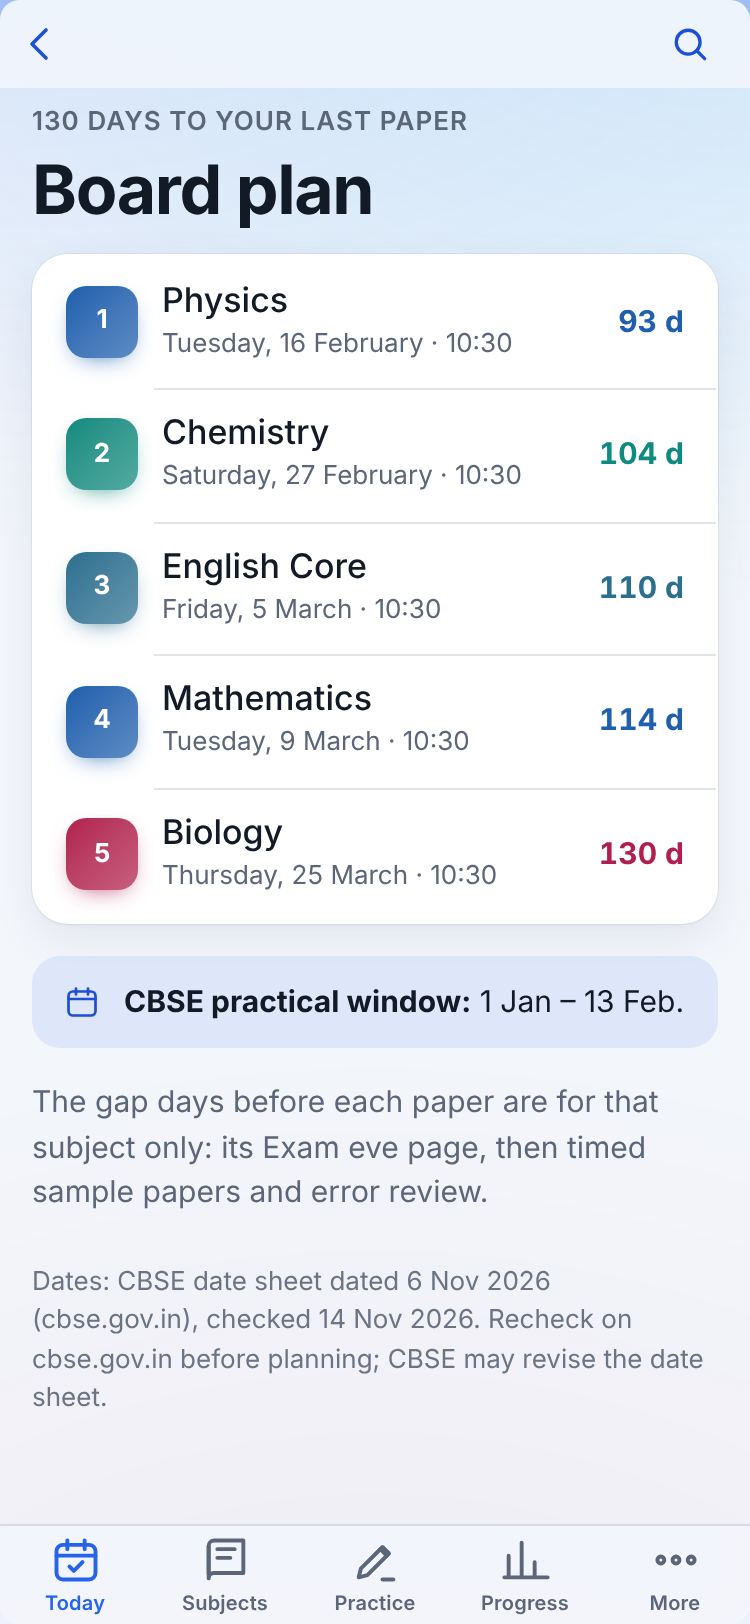 130 DAYS TO YOUR LAST PAPER
Board plan
1
Physics
93 d
Tuesday, 16 February · 10:30
2
Chemistry
104 d
Saturday, 27 February · 10:30
3
English Core
110 d
Friday, 5 March · 10:30
4
Mathematics
114 d
Tuesday, 9 March · 10:30
5
Biology
130 d
Thursday, 25 March · 10:30
CBSE practical window: 1 Jan – 13 Feb.
The gap days before each paper are for that
subject only: its Exam eve page, then timed
sample papers and error review.
Dates: CBSE date sheet dated 6 Nov 2026
(cbse.gov.in), checked 14 Nov 2026. Recheck on
cbse.gov.in before planning; CBSE may revise the date
sheet.
Today
Subjects
Practice
Progress
More